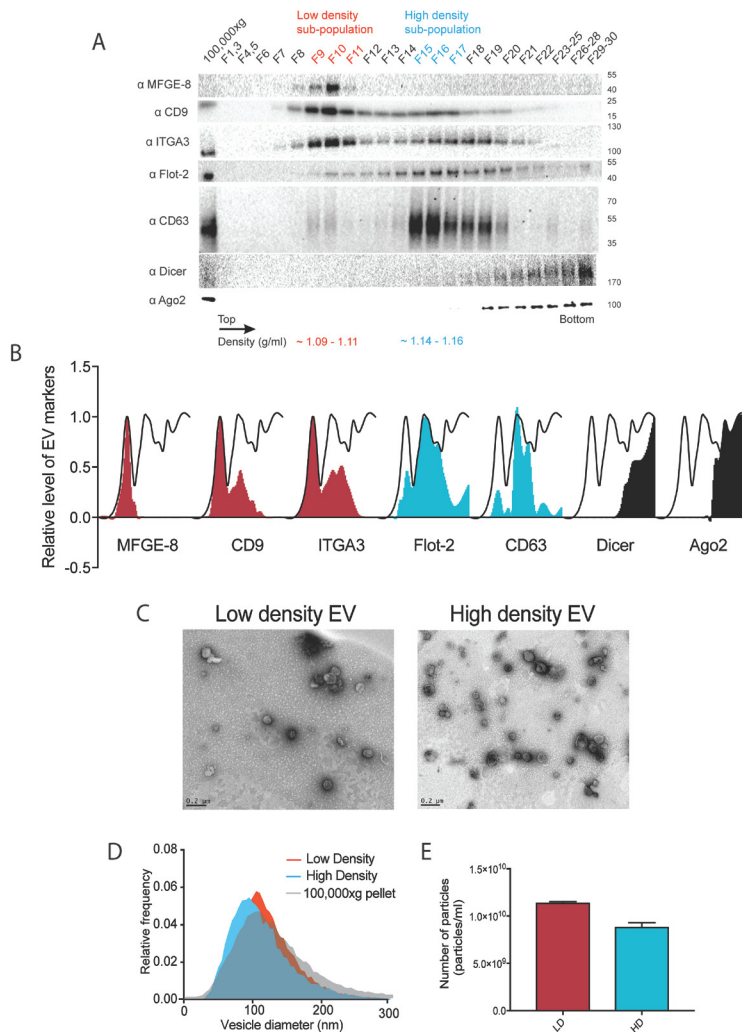 A
Low density
sub-population
High density
sub-population
100,000xg
F1,3
F4,5
F6
F7
F8
F9
F10
F11
F12
F13
F14
F15
F16
F17
F18
F19
F20
F21
F22
F23-25
F26-28
F29-30
α MFGE-8
55
40
α CD9
25
15
α ITGA3
130
100
α Flot-2
55
40
α CD63
70
55
35
α Dicer
170
α Ago2
100
Top
Bottom
Density (g/ml)
~ 1.09 - 1.11
~ 1.14 - 1.16
B
Relative level of EV markers
1.5
1.0
0.5
0.0
-0.5
MFGE-8 CD9 ITGA3 Flot-2 CD63 Dicer Ago2
C
Low density EV
High density EV
0.2 µm
0.2 µm
D
Relative frequency
0.08
0.06
0.04
0.02
0.00
Low Density
High Density
100,000xg pellet
0 100 200 300
Vesicle diameter (nm)
E
Number of particles
(particles/ml)
1.5×10¹⁰
1.0×10¹⁰
5.0×10⁹
0
LD
HD